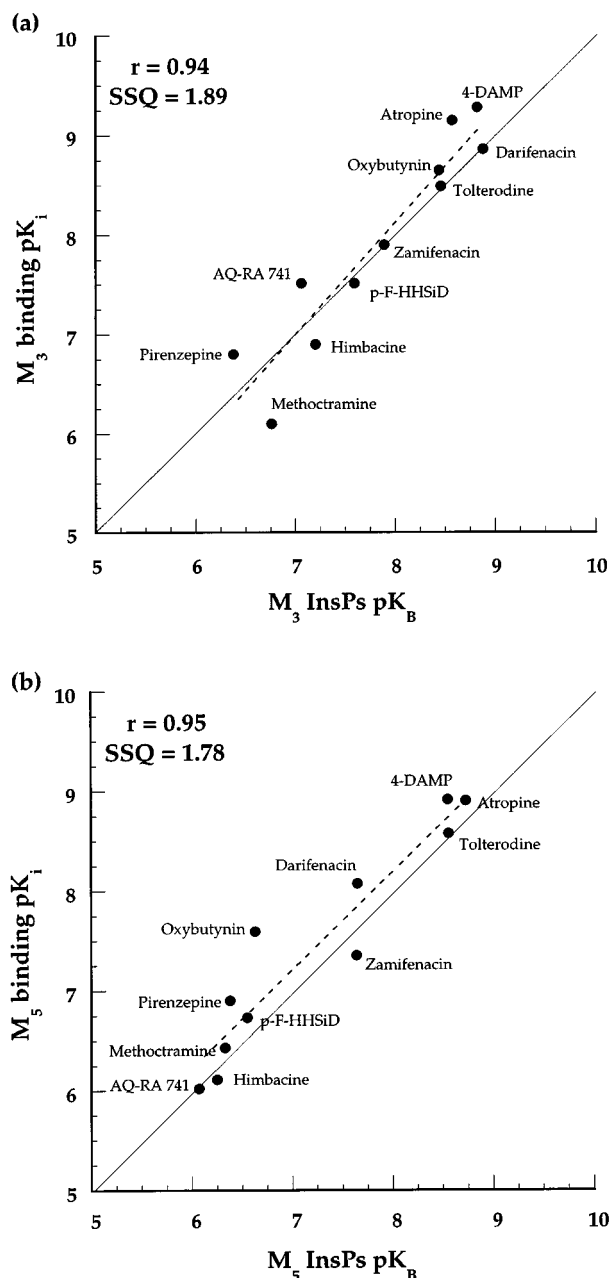 (a)
10
r = 0.94
SSQ = 1.89
4-DAMP
Atropine
9
Darifenacin
Oxybutynin
Tolterodine
8
Zamifenacin
AQ-RA 741
p-F-HHSiD
7
Pirenzepine
Himbacine
Methoctramine
6
5
M3 binding pKi
5 6 7 8 9 10
M3 InsPs pKB
(b)
10
r = 0.95
SSQ = 1.78
9
4-DAMP
Atropine
Tolterodine
Darifenacin
8
Oxybutynin
Zamifenacin
7
Pirenzepine
p-F-HHSiD
Methoctramine
Himbacine
AQ-RA 741
6
5
M5 binding pKi
5 6 7 8 9 10
M5 InsPs pKB